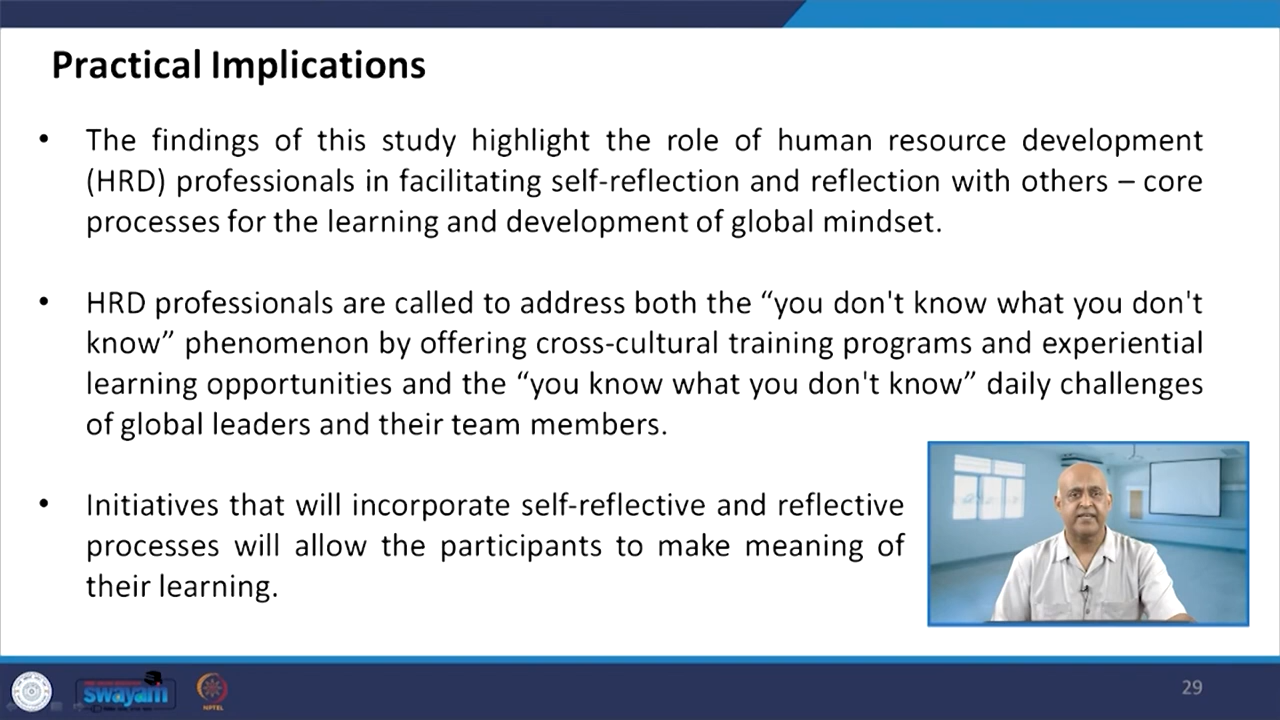 Practical Implications
• The findings of this study highlight the role of human resource development
(HRD) professionals in facilitating self-reflection and reflection with others – core
processes for the learning and development of global mindset.
• HRD professionals are called to address both the “you don't know what you don't
know” phenomenon by offering cross-cultural training programs and experiential
learning opportunities and the “you know what you don't know” daily challenges
of global leaders and their team members.
• Initiatives that will incorporate self-reflective and reflective
processes will allow the participants to make meaning of
their learning.
swayam
NPTEL
29